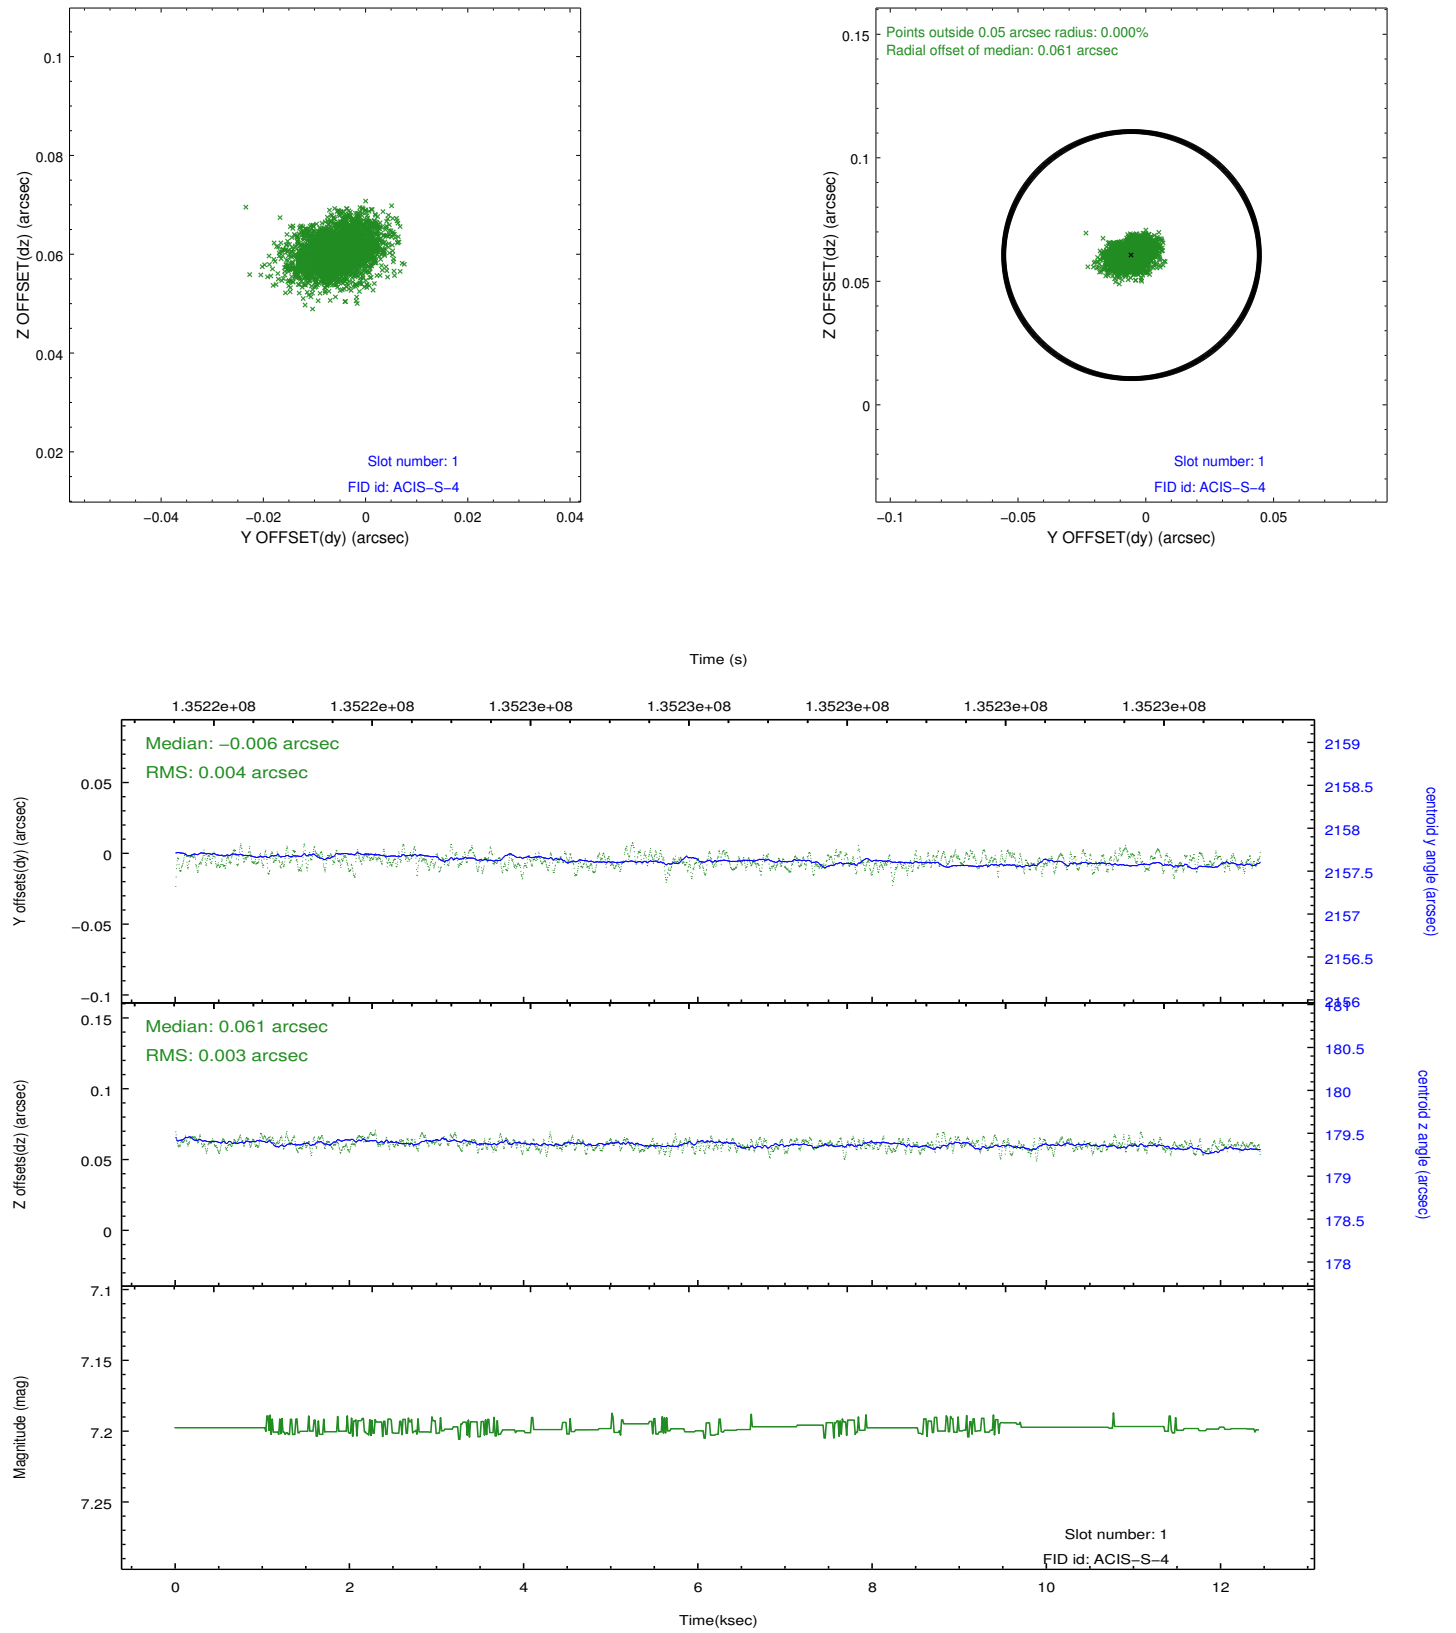 0.1
0.08
0.06
0.04
0.02
Z OFFSET(dz) (arcsec)
Slot number: 1
FID id: ACIS−S−4
−0.04
−0.02
0
0.02
0.04
Y OFFSET(dy) (arcsec)
Points outside 0.05 arcsec radius: 0.000%
Radial offset of median: 0.061 arcsec
0.15
0.1
0.05
0
Z OFFSET(dz) (arcsec)
Slot number: 1
FID id: ACIS−S−4
−0.1
−0.05
0
0.05
Y OFFSET(dy) (arcsec)
Time (s)
1.3522e+08
1.3522e+08
1.3523e+08
1.3523e+08
1.3523e+08
1.3523e+08
1.3523e+08
Median: −0.006 arcsec
RMS: 0.004 arcsec
0.05
0
−0.05
−0.1
Y offsets(dy) (arcsec)
2159
2158.5
2158
2157.5
2157
2156.5
2156
centroid y angle (arcsec)
Median: 0.061 arcsec
RMS: 0.003 arcsec
0.15
0.1
0.05
0
Z offsets(dz) (arcsec)
181
180.5
180
179.5
179
178.5
178
centroid z angle (arcsec)
7.1
7.15
7.2
7.25
Magnitude (mag)
Slot number: 1
FID id: ACIS−S−4
0
2
4
6
8
10
12
Time(ksec)